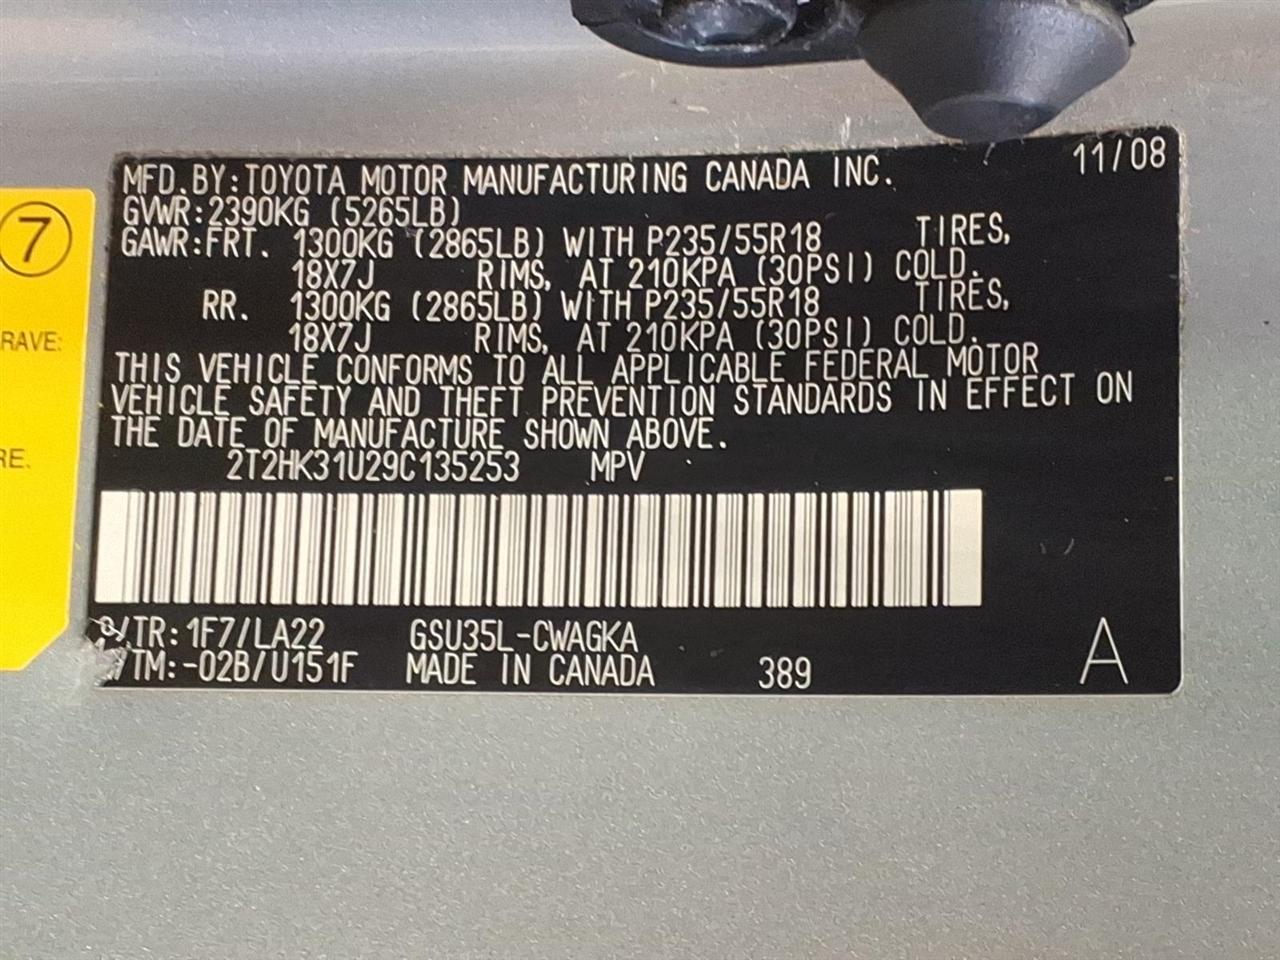 MFD.BY:TOYOTA MOTOR MANUFACTURING CANADA INC. 11/08
GVWR:2390KG (5265LB)
GAWR:FRT. 1300KG (2865LB) WITH P235/55R18 TIRES,
18X7J RIMS, AT 210KPA (30PSI) COLD.
RR. 1300KG (2865LB) WITH P235/55R18 TIRES,
18X7J RIMS, AT 210KPA (30PSI) COLD.
THIS VEHICLE CONFORMS TO ALL APPLICABLE FEDERAL MOTOR
VEHICLE SAFETY AND THEFT PREVENTION STANDARDS IN EFFECT ON
THE DATE OF MANUFACTURE SHOWN ABOVE.
2T2HK31U29C135253 MPV
/TR:1F7/LA22 GSU35L-CWAGKA
/TM:-02B/U151F MADE IN CANADA 389
A
7
RAVE:
RE.